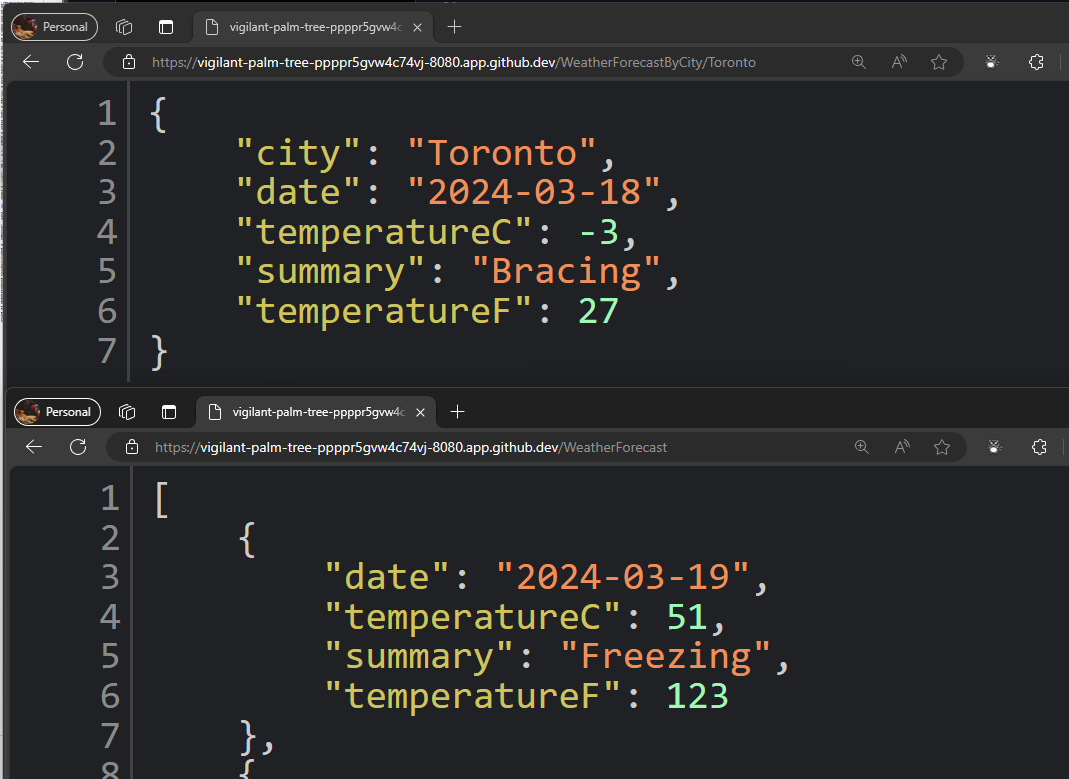 Personal
vigilant-palm-tree-ppppr5gvw4c
https://vigilant-palm-tree-ppppr5gvw4c74vj-8080.app.github.dev/WeatherForecastByCity/Toronto
1 {
2 "city": "Toronto",
3 "date": "2024-03-18",
4 "temperatureC": -3,
5 "summary": "Bracing",
6 "temperatureF": 27
7 }
Personal
vigilant-palm-tree-ppppr5gvw4c
https://vigilant-palm-tree-ppppr5gvw4c74vj-8080.app.github.dev/WeatherForecast
1 [
2 {
3 "date": "2024-03-19",
4 "temperatureC": 51,
5 "summary": "Freezing",
6 "temperatureF": 123
7 },
8 {